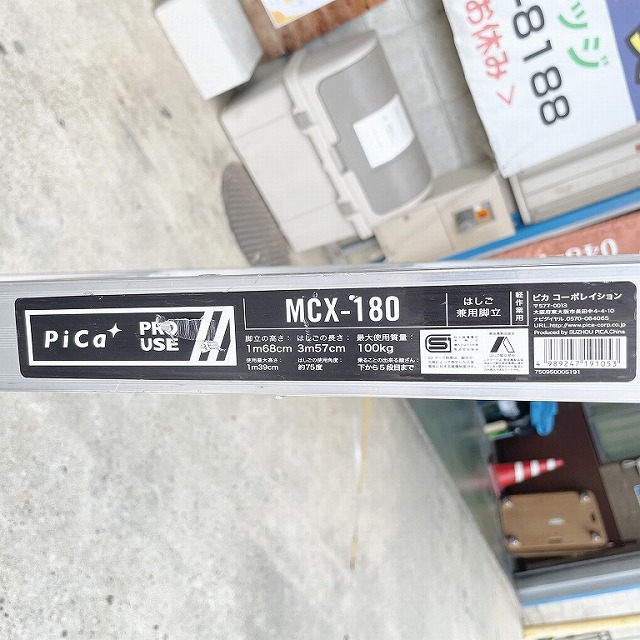 ッジ
-8188
お休み>
PiCa
PRO
USE
MCX-180
はしご
兼用脚立
軽作業用
脚立の高さ:
1m68cm
はしごの長さ:
3m57cm
最大使用質量:
100kg
使用最大高さ:
1m39cm
はしごの使用角度:
約75度
乗ることの出来る踏ざん:
下から5段目まで
ピカ コーポレイション
〒577-0013
大阪府東大阪市長田中4-4-10
ナビダイヤル 0570-064065
URL http://www.pica-corp.co.jp
Produced by SUZHOU PICACHINA
4 989247 191053
75095000S191